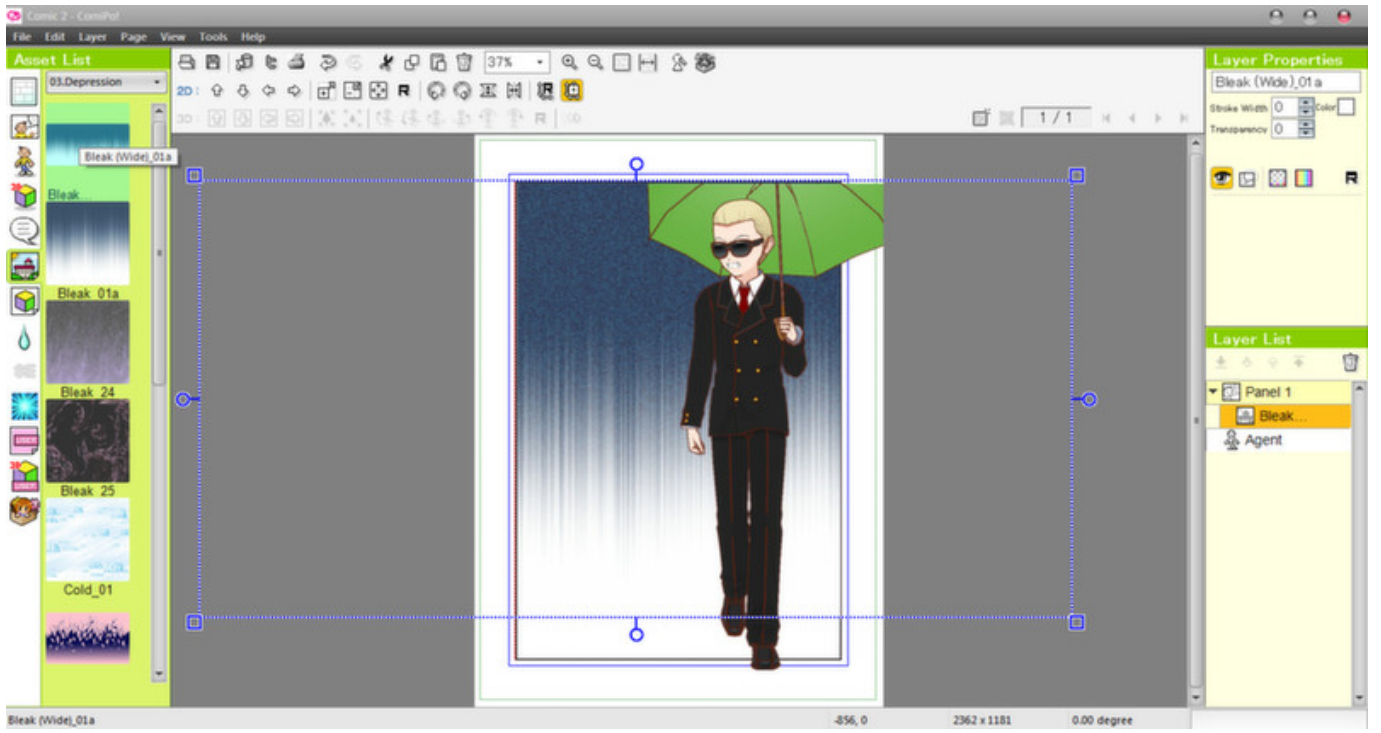 Comic 2 - ComiPo!
File Edit Layer Page View Tools Help
Asset List
03.Depression
37%
Layer Properties
Bleak (Wide)_01a
Stroke Width 0 Color
Transparency 0
2D:
3D:
1 / 1
Bleak (Wide)_01a
Bleak...
Bleak_01a
Bleak_24
Bleak_25
Cold_01
Layer List
Panel 1
Bleak...
Agent
Bleak (Wide)_01a
-856, 0
2362 x 1181
0.00 degree